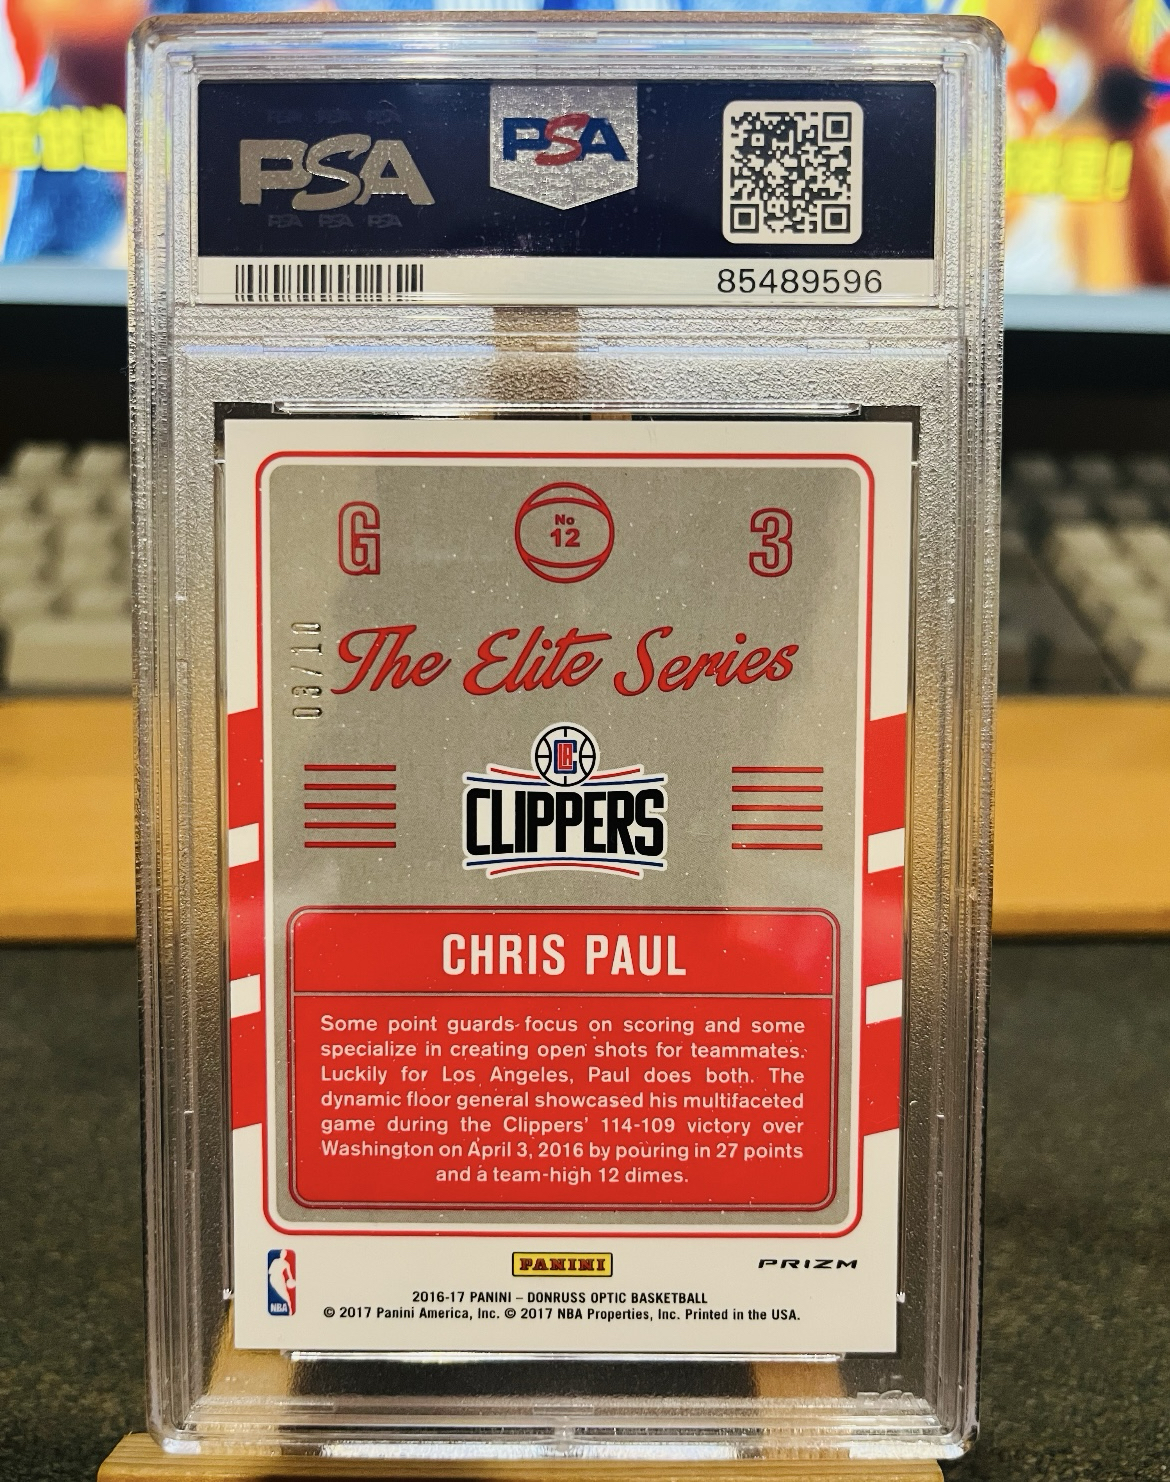 PSA
PSA
85489596
G
No
12
3
03/10
The Elite Series
LAC
CLIPPERS
CHRIS PAUL
Some point guards focus on scoring and some
specialize in creating open shots for teammates.
Luckily for Los Angeles, Paul does both. The
dynamic floor general showcased his multifaceted
game during the Clippers' 114-109 victory over
Washington on April 3, 2016 by pouring in 27 points
and a team-high 12 dimes.
NBA
PANINI
PRIZM
2016-17 PANINI – DONRUSS OPTIC BASKETBALL
© 2017 Panini America, Inc. © 2017 NBA Properties, Inc. Printed in the USA.